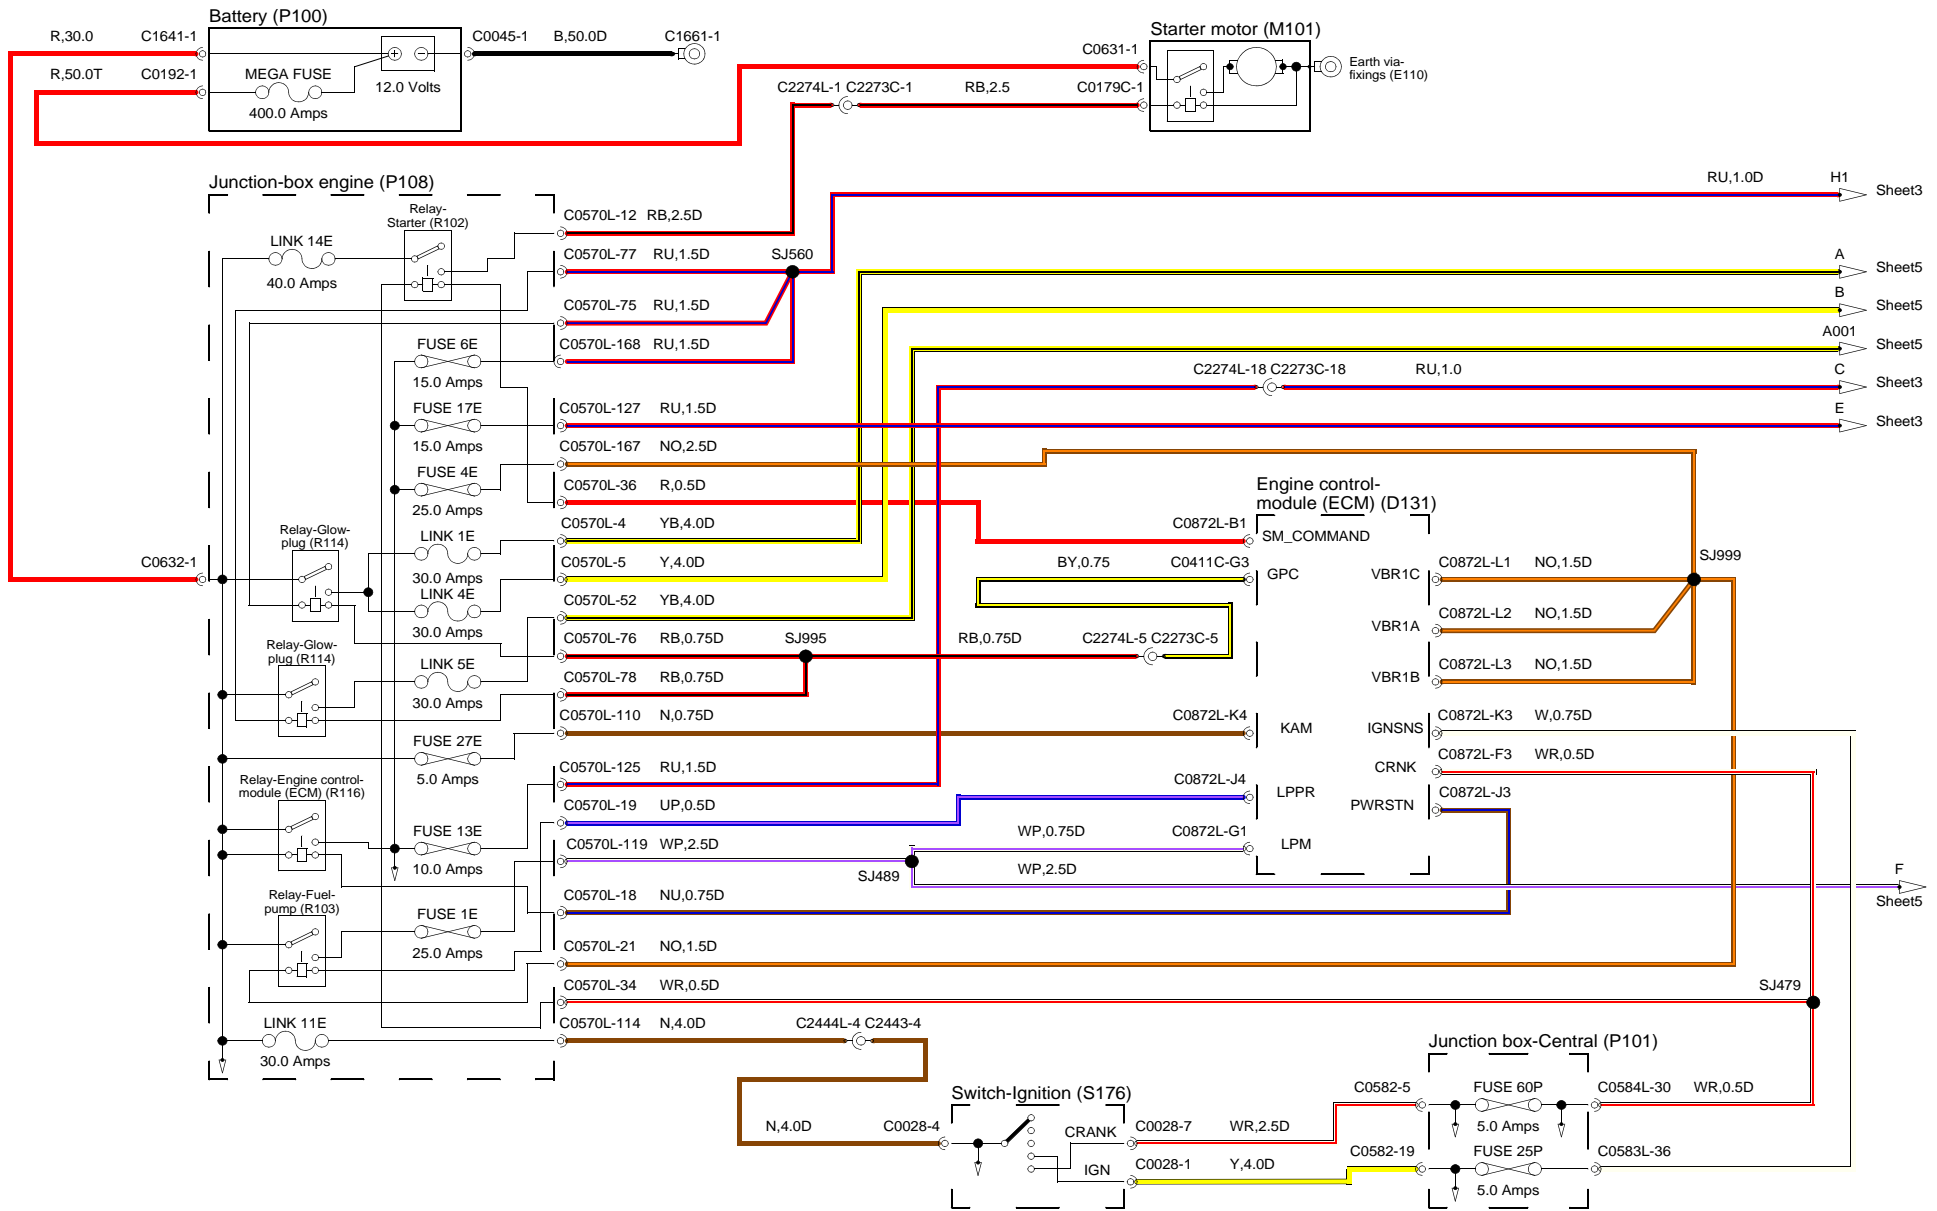 Battery (P100)
R,30.0
C1641-1
C0045-1
B,50.0D
C1661-1
R,50.0T
C0192-1
MEGA FUSE
400.0 Amps
12.0 Volts
Starter motor (M101)
C0631-1
Earth via-
fixings (E110)
C2274L-1 C2273C-1
RB,2.5
C0179C-1
Junction-box engine (P108)
Relay-
Starter (R102)
LINK 14E
40.0 Amps
C0570L-12 RB,2.5D
C0570L-77 RU,1.5D
SJ560
C0570L-75 RU,1.5D
FUSE 6E
15.0 Amps
C0570L-168 RU,1.5D
FUSE 17E
15.0 Amps
C0570L-127 RU,1.5D
C0570L-167 NO,2.5D
FUSE 4E
25.0 Amps
C0570L-36 R,0.5D
RU,1.0D
H1
Sheet3
A
Sheet5
B
Sheet5
A001
Sheet5
C2274L-18 C2273C-18
RU,1.0
C
Sheet3
E
Sheet3
Relay-Glow-
plug (R114)
C0632-1
LINK 1E
30.0 Amps
LINK 4E
30.0 Amps
C0570L-4 YB,4.0D
C0570L-5 Y,4.0D
C0570L-52 YB,4.0D
C0570L-76 RB,0.75D
SJ995
RB,0.75D
C2274L-5 C2273C-5
Relay-Glow-
plug (R114)
LINK 5E
30.0 Amps
C0570L-78 RB,0.75D
C0570L-110 N,0.75D
FUSE 27E
5.0 Amps
C0570L-125 RU,1.5D
Relay-Engine control-
module (ECM) (R116)
C0570L-19 UP,0.5D
FUSE 13E
10.0 Amps
C0570L-119 WP,2.5D
SJ489
WP,0.75D
WP,2.5D
C0570L-18 NU,0.75D
Relay-Fuel-
pump (R103)
FUSE 1E
25.0 Amps
C0570L-21 NO,1.5D
C0570L-34 WR,0.5D
C0570L-114 N,4.0D
C2444L-4 C2443-4
LINK 11E
30.0 Amps
Engine control-
module (ECM) (D131)
C0872L-B1
SM_COMMAND
BY,0.75
C0411C-G3
GPC
VBR1C
C0872L-L1 NO,1.5D
SJ999
VBR1A
C0872L-L2 NO,1.5D
VBR1B
C0872L-L3 NO,1.5D
C0872L-K4
KAM
IGNSNS
C0872L-K3 W,0.75D
CRNK
C0872L-F3 WR,0.5D
C0872L-J4
LPPR
PWRSTN
C0872L-J3
C0872L-G1
LPM
F
Sheet5
SJ479
Switch-Ignition (S176)
N,4.0D
C0028-4
CRANK
C0028-7
WR,2.5D
IGN
C0028-1
Y,4.0D
Junction box-Central (P101)
C0582-5
FUSE 60P
5.0 Amps
C0584L-30 WR,0.5D
C0582-19
FUSE 25P
5.0 Amps
C0583L-36